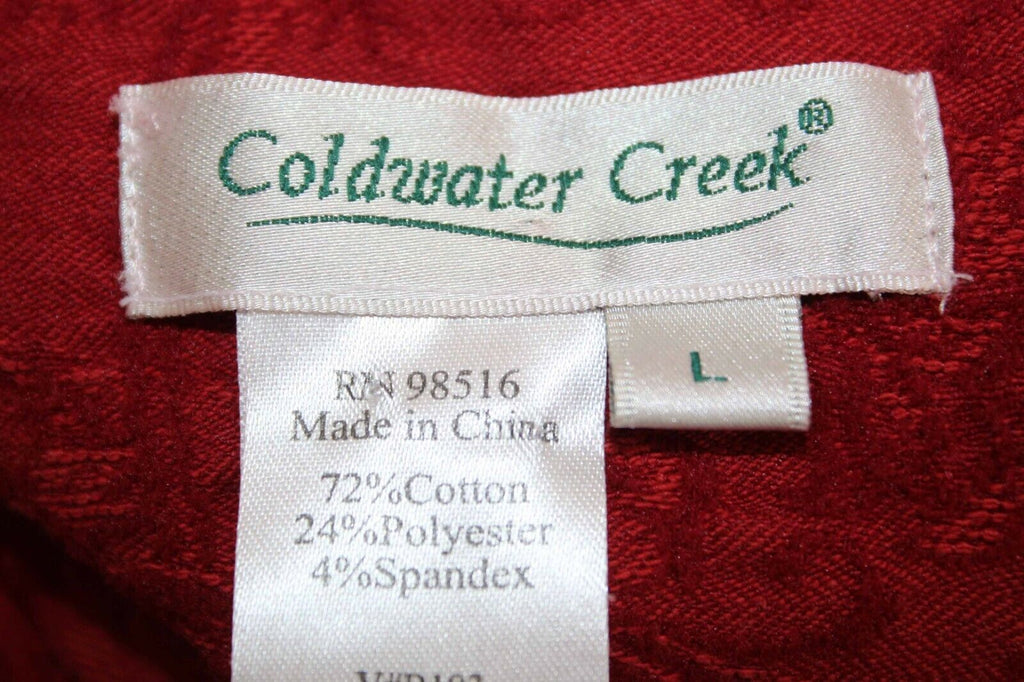 Coldwater Creek®
L
RN 98516
Made in China
72%Cotton
24%Polyester
4%Spandex